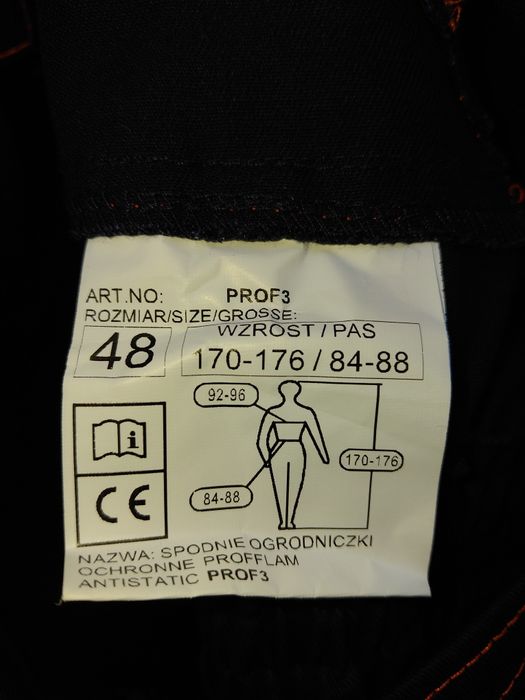 ART.NO: PROF3
ROZMIAR/SIZE/GROSSE:
48
WZROST / PAS
170-176 / 84-88
92-96
170-176
84-88
i
CE
NAZWA: SPODNIE OGRODNICZKI
OCHRONNE PROFFLAM
ANTISTATIC PROF3